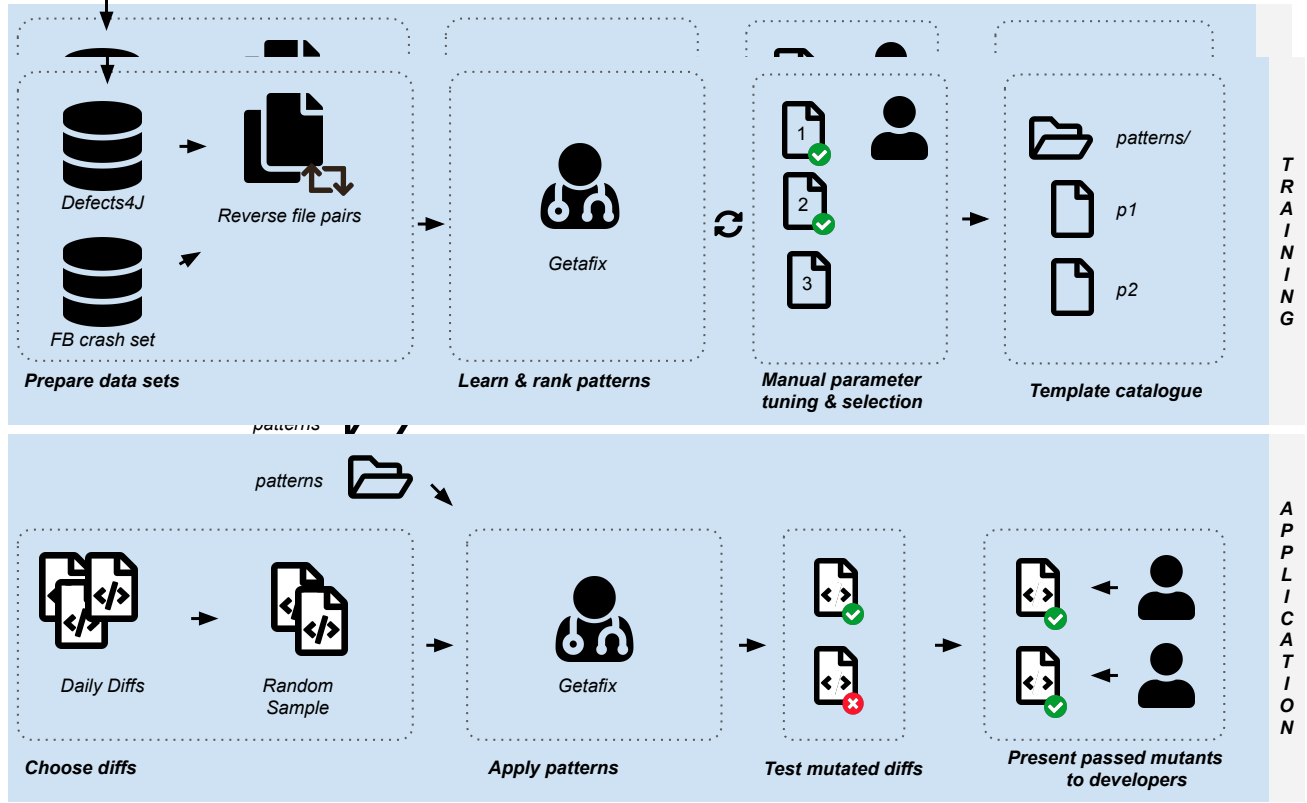 1
Defects4J
Reverse file pairs
patterns/
2
p1
Getafix
3
p2
FB crash set
Prepare data sets
Learn & rank patterns
Manual parameter
tuning & selection
Template catalogue
TRAINING
patterns
patterns
Daily Diffs
Random
Sample
Getafix
Choose diffs
Apply patterns
Test mutated diffs
Present passed mutants
to developers
APPLICATION